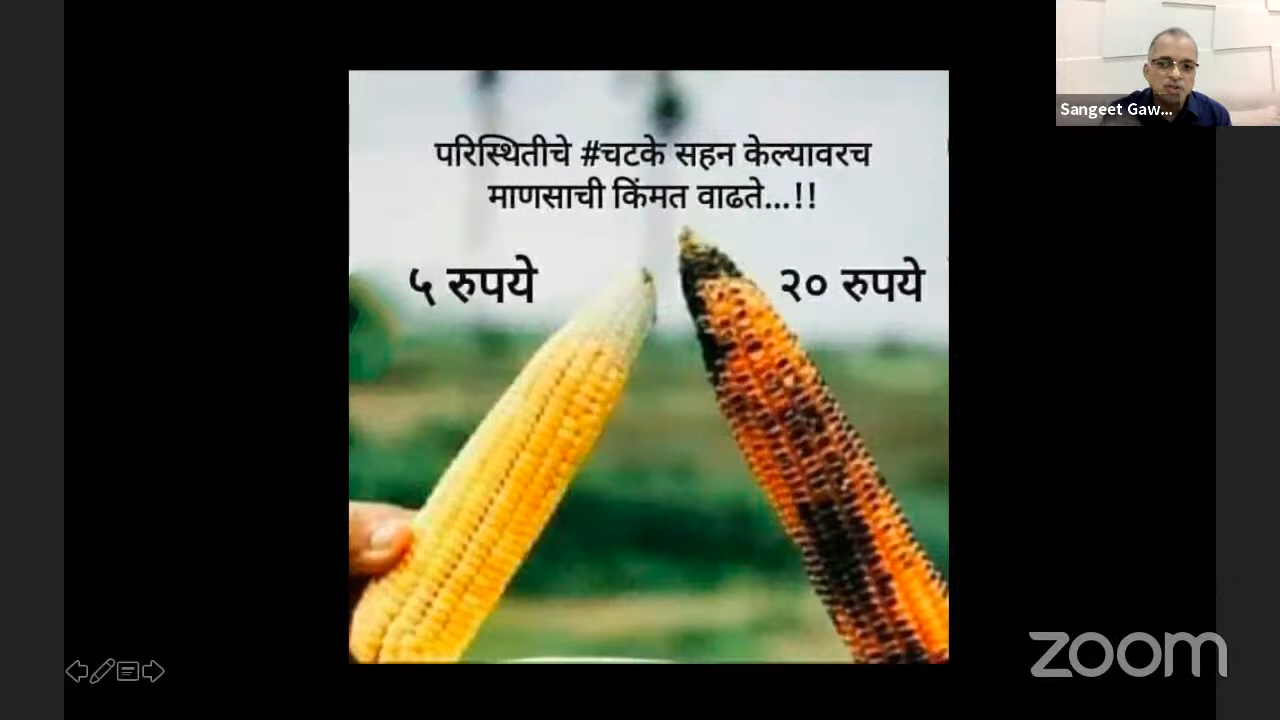 Sangeet Gaw...
परिस्थितीचे #चटके सहन केल्यावरच
माणसाची किंमत वाढते...!!
५ रुपये
२० रुपये
zoom